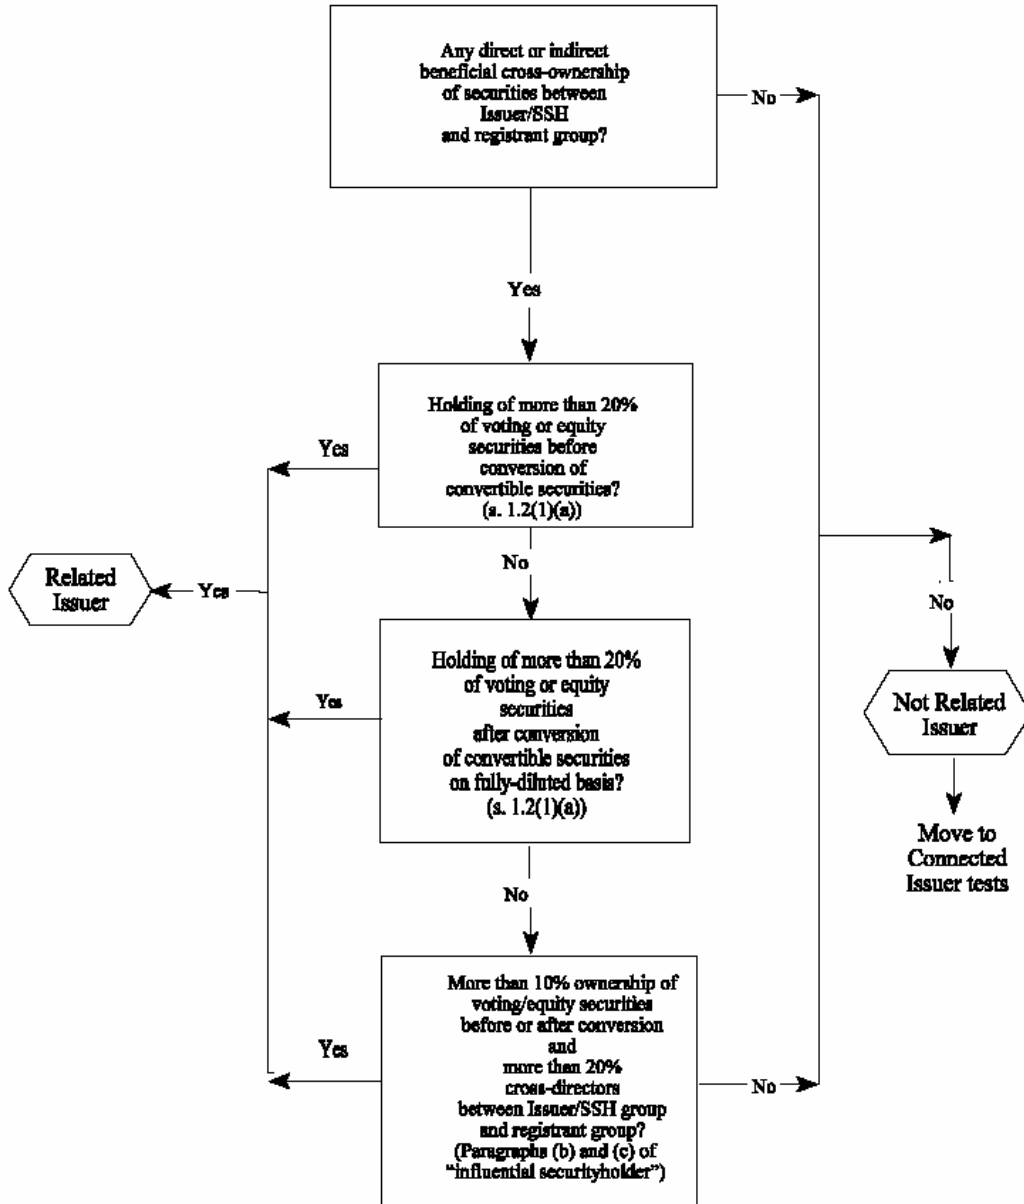 Any direct or indirect
beneficial cross-ownership
of securities between
Issuer/SSH
and registrant group?
No
Yes
Holding of more than 20%
of voting or equity
securities before
conversion of
convertible securities?
(s. 1.2(1)(a))
Yes
No
Related
Issuer
Yes
No
Holding of more than 20%
of voting or equity
securities
after conversion
of convertible securities
on fully-diluted basis?
(s. 1.2(1)(a))
Yes
Not Related
Issuer
Move to
Connected
Issuer tests
No
More than 10% ownership of
voting/equity securities
before or after conversion
and
more than 20%
cross-directors
between Issuer/SSH group
and registrant group?
(Paragraphs (b) and (c) of
"influential securityholder")
Yes
No